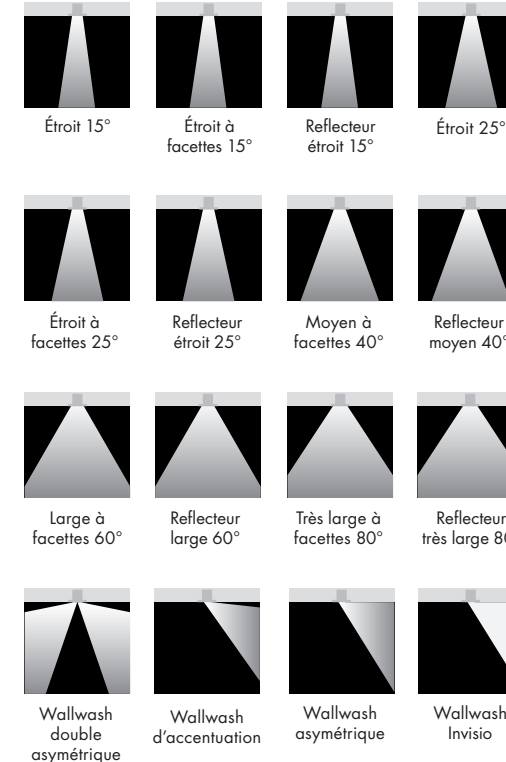 Étroit 15°
Étroit à
facettes 15°
Reflecteur
étroit 15°
Étroit 25°
Étroit à
facettes 25°
Reflecteur
étroit 25°
Moyen à
facettes 40°
Reflecteur
moyen 40°
Large à
facettes 60°
Reflecteur
large 60°
Très large à
facettes 80°
Reflecteur
très large 80
Wallwash
double
asymétrique
Wallwash
d'accentuation
Wallwash
asymétrique
Wallwash
Invisio